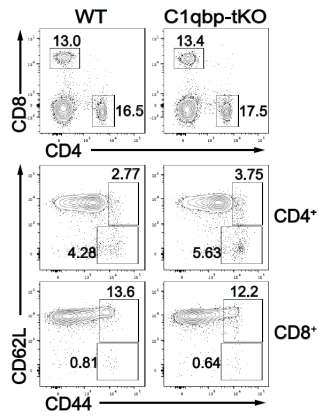 WT C1qbp-tKO
13.0 13.4
CD8
16.5 17.5
CD4
2.77 3.75
CD4+
4.28 5.63
13.6 12.2
CD8+
0.81 0.64
CD62L
CD44